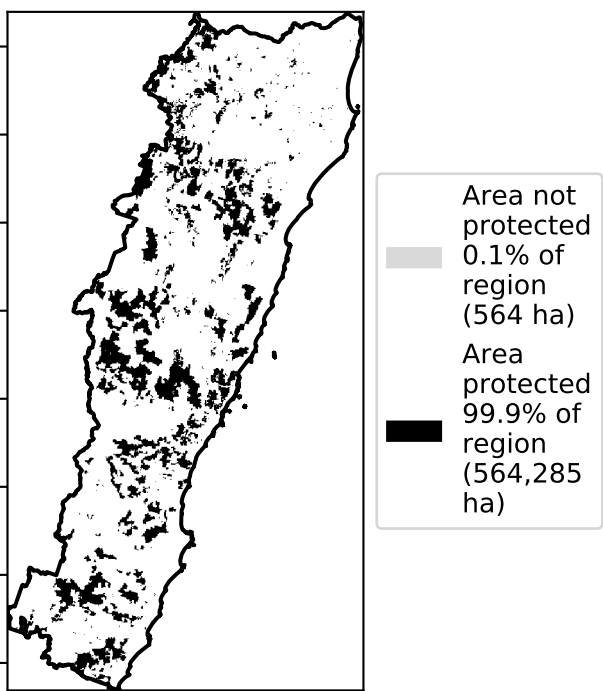 Area not
protected
0.1% of
region
(564 ha)
Area
protected
99.9% of
region
(564,285
ha)